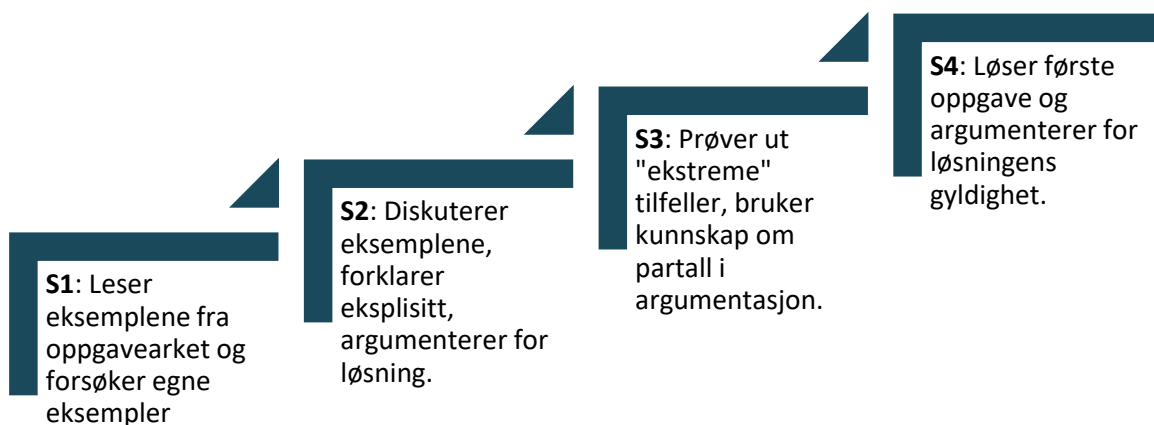 S1: Leser
eksemplene fra
oppgavearket og
forsøker egne
eksempler
S2: Diskuterer
eksemplene,
forklarer
eksplisitt,
argumenterer for
løsning.
S3: Prøver ut
"ekstreme"
tilfeller, bruker
kunnskap om
partall i
argumentasjon.
S4: Løser første
oppgave og
argumenterer for
løsningens
gyldighet.